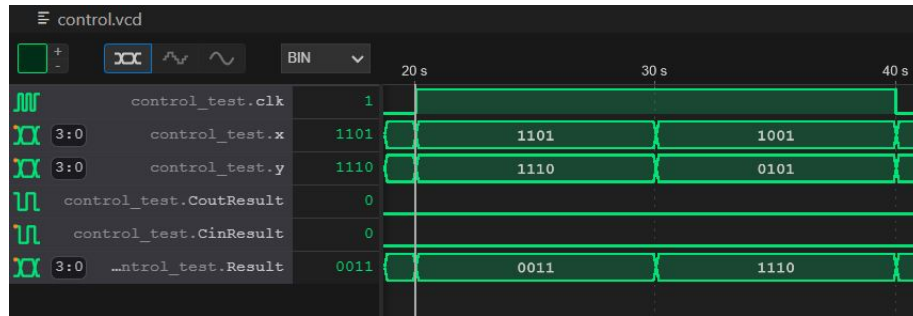 control.vcd
+
-
BIN
20 s 30 s 40 s
control_test.clk 1
3:0 control_test.x 1101 1101 1001
3:0 control_test.y 1110 1110 0101
control_test.CoutResult 0
control_test.CinResult 0
3:0 …ntrol_test.Result 0011 0011 1110